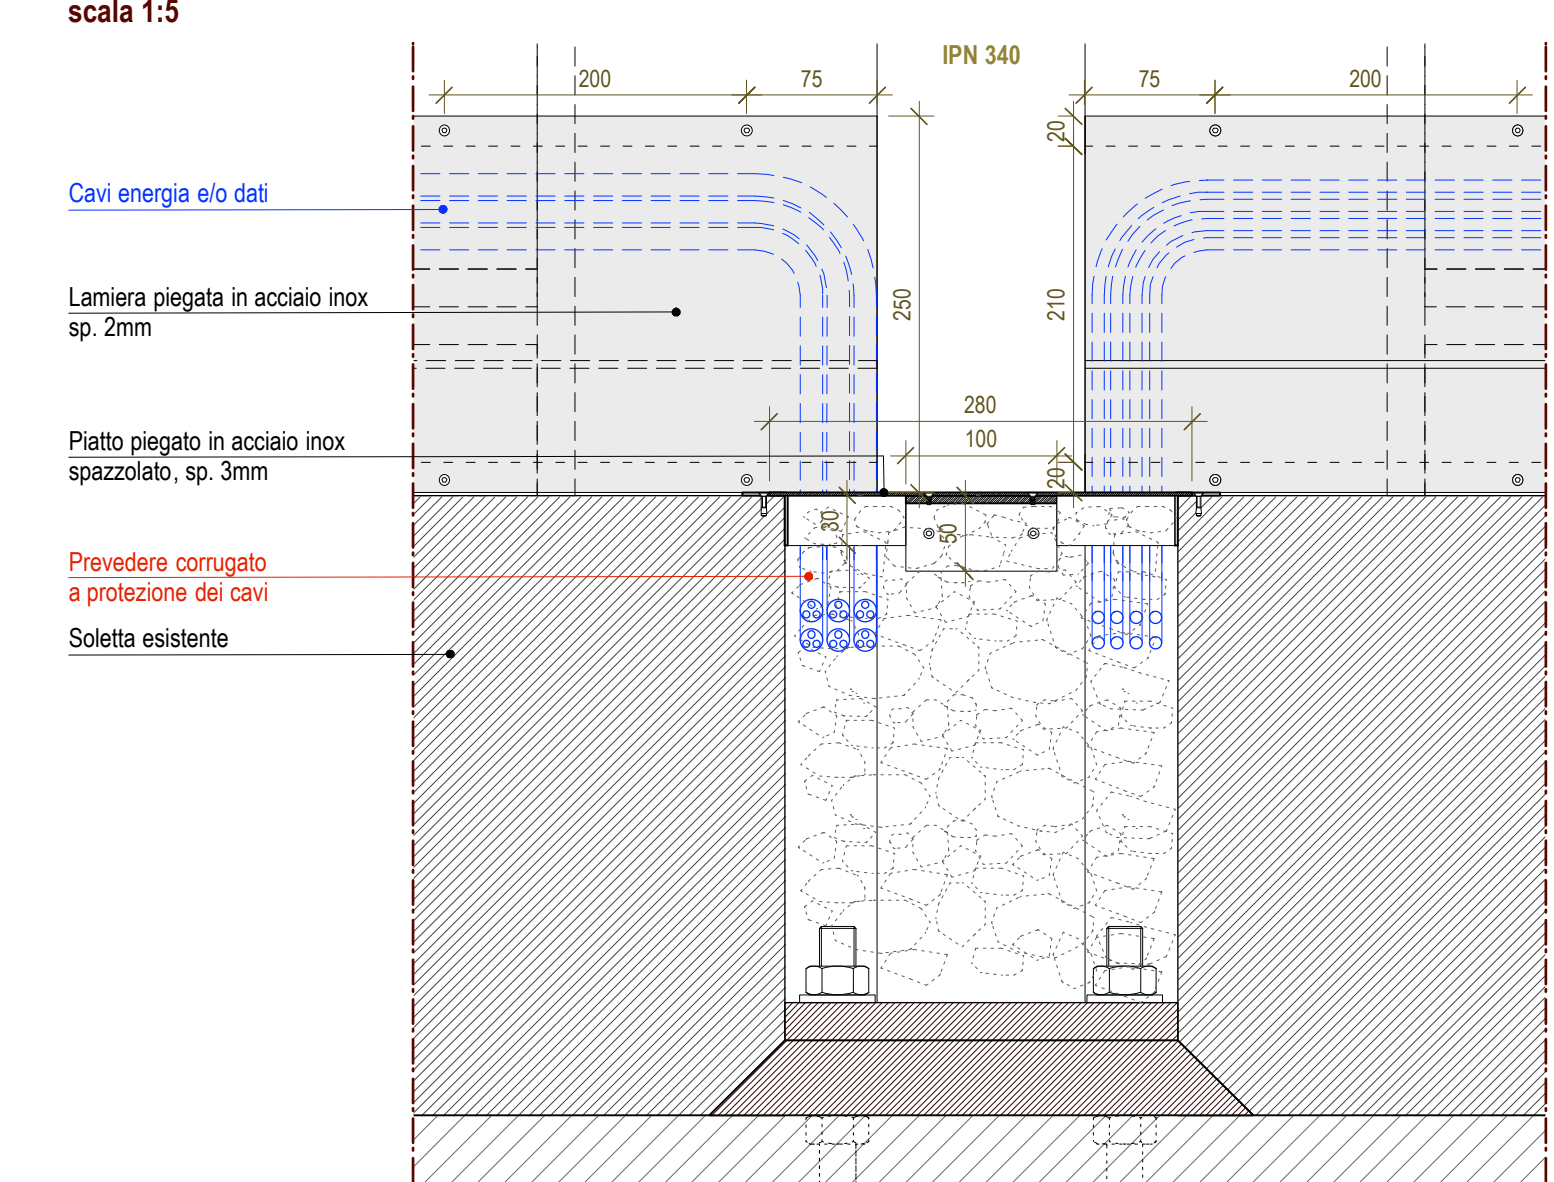 scala 1:5
IPN 340
200
75
75
200
20
Cavi energia e/o dati
Lamiera piegata in acciaio inox
sp. 2mm
250
210
280
100
Piatto piegato in acciaio inox
spazzolato, sp. 3mm
20
30
50
Prevedere corrugato
a protezione dei cavi
Soletta esistente